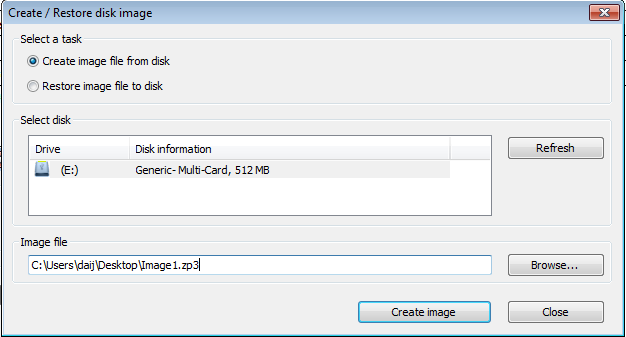 Create / Restore disk image
Select a task
Create image file from disk
Restore image file to disk
Select disk
Drive Disk information
(E:) Generic- Multi-Card, 512 MB
Refresh
Image file
C:\Users\daij\Desktop\Image1.zp3
Browse...
Create image Close